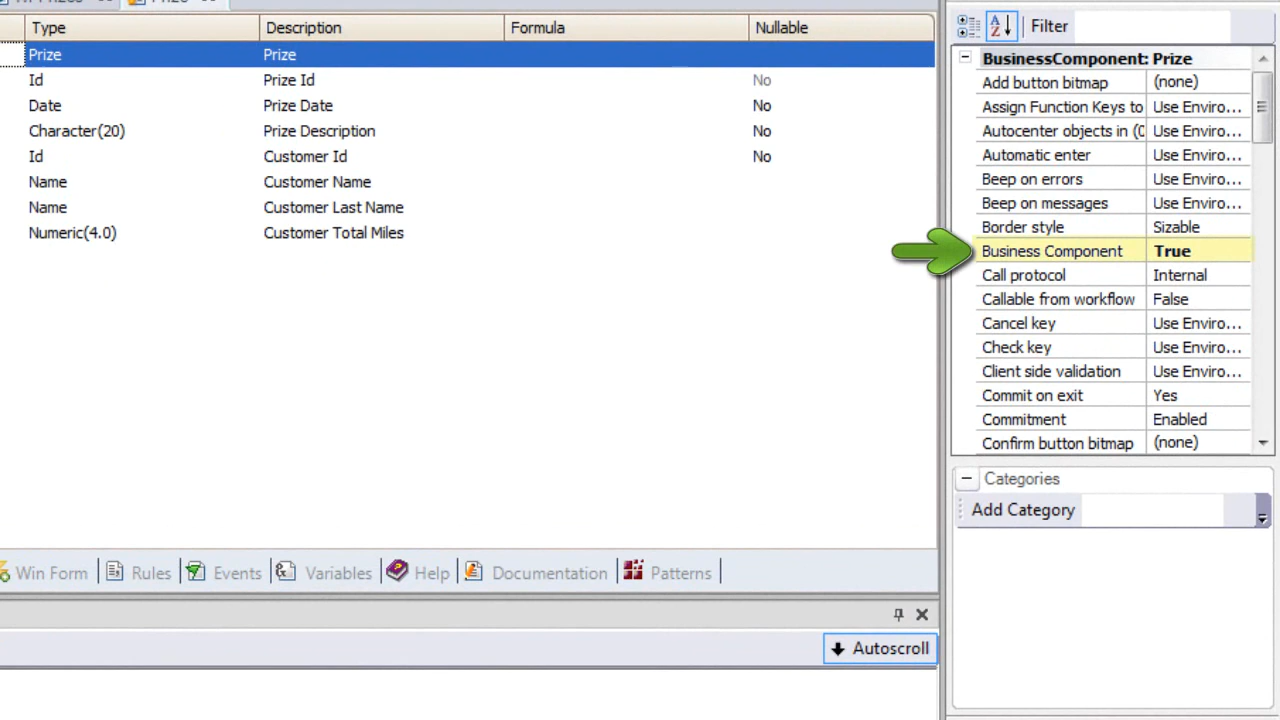 Type Description Formula Nullable
Prize Prize
Id Prize Id No
Date Prize Date No
Character(20) Prize Description No
Id Customer Id No
Name Customer Name
Name Customer Last Name
Numeric(4.0) Customer Total Miles
Win Form Rules Events Variables Help Documentation Patterns
Autoscroll
Filter
BusinessComponent: Prize
Add button bitmap (none)
Assign Function Keys to Use Enviro...
Autocenter objects in (Use Enviro...
Automatic enter Use Enviro...
Beep on errors Use Enviro...
Beep on messages Use Enviro...
Border style Sizable
Business Component True
Call protocol Internal
Callable from workflow False
Cancel key Use Enviro...
Check key Use Enviro...
Client side validation Use Enviro...
Commit on exit Yes
Commitment Enabled
Confirm button bitmap (none)
Categories
Add Category